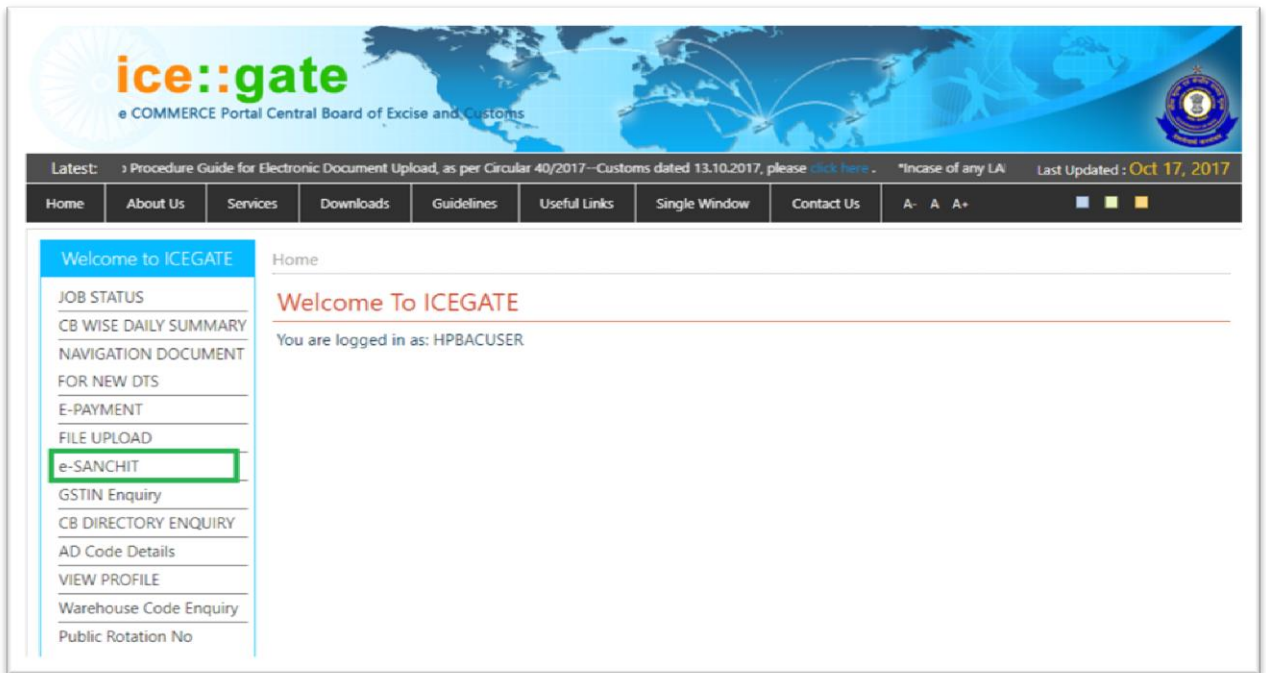 ice::gate
e COMMERCE Portal Central Board of Excise and Customs
Latest: Procedure Guide for Electronic Document Upload, as per Circular 40/2017--Customs dated 13.10.2017, please click here . *Incase of any LA Last Updated : Oct 17, 2017
Home About Us Services Downloads Guidelines Useful Links Single Window Contact Us A- A A+
Welcome to ICEGATE Home
JOB STATUS
Welcome To ICEGATE
CB WISE DAILY SUMMARY
You are logged in as: HPBACUSER
NAVIGATION DOCUMENT
FOR NEW DTS
E-PAYMENT
FILE UPLOAD
e-SANCHIT
GSTIN Enquiry
CB DIRECTORY ENQUIRY
AD Code Details
VIEW PROFILE
Warehouse Code Enquiry
Public Rotation No